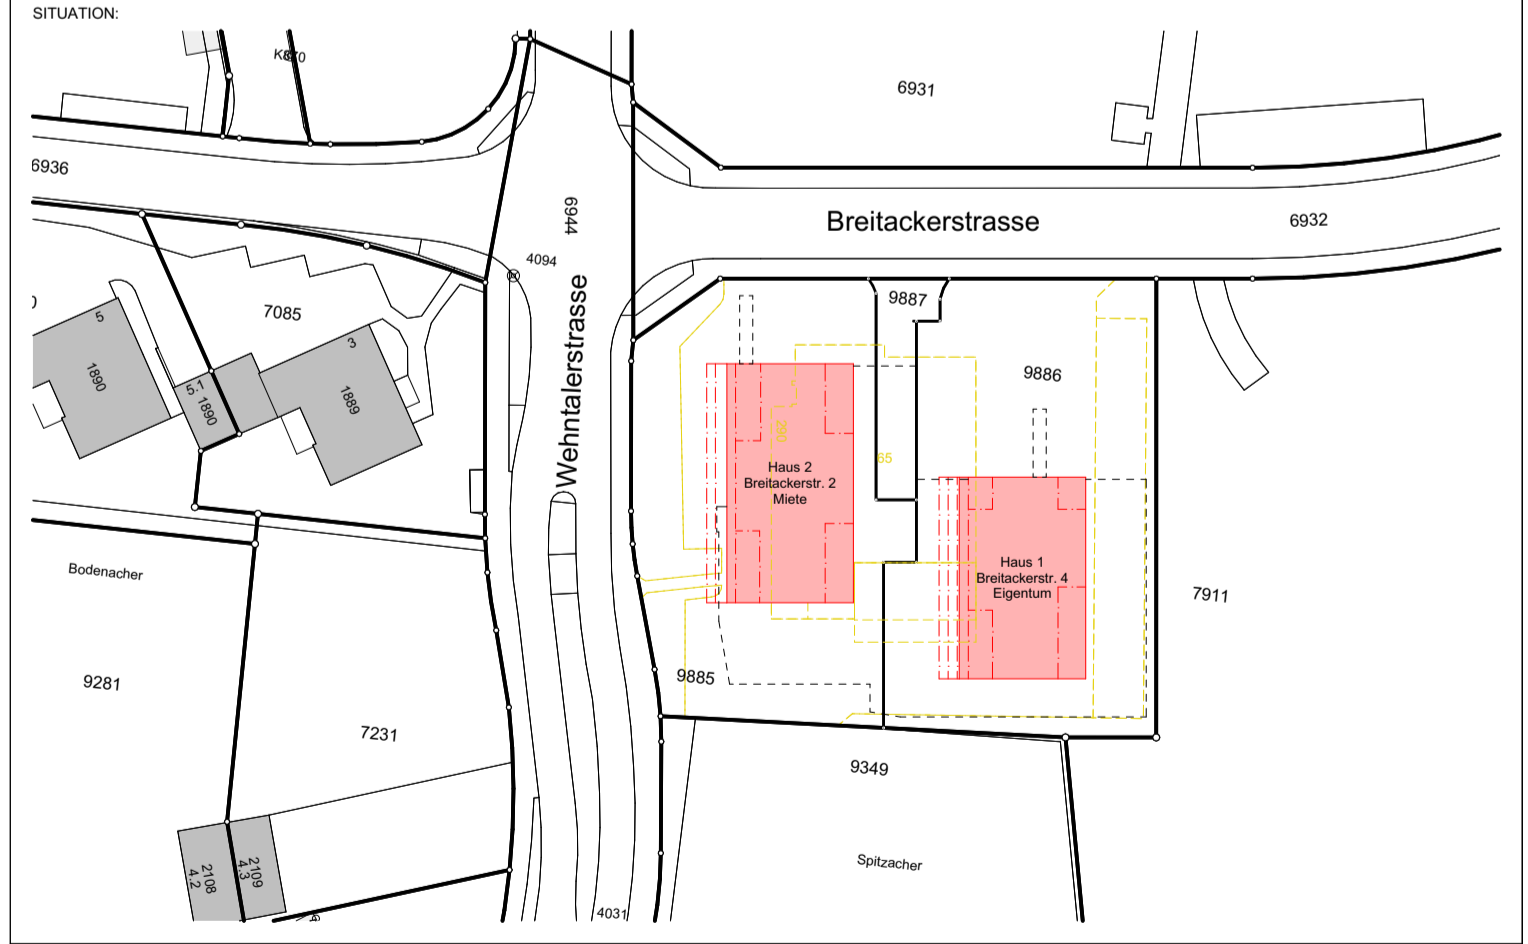 SITUATION:
6931
6936
6944
Breitackerstrasse
6932
4094
7085
Wehntalerstrasse
9887
9886
5
3
1890
5.1
1890
1889
260
65
Haus 2
Breitackerstr. 2
Miete
Haus 1
Breitackerstr. 4
Eigentum
Bodenacher
7911
9281
9885
7231
9349
Spitzacher
2108
4.2
2109
4.3
4031